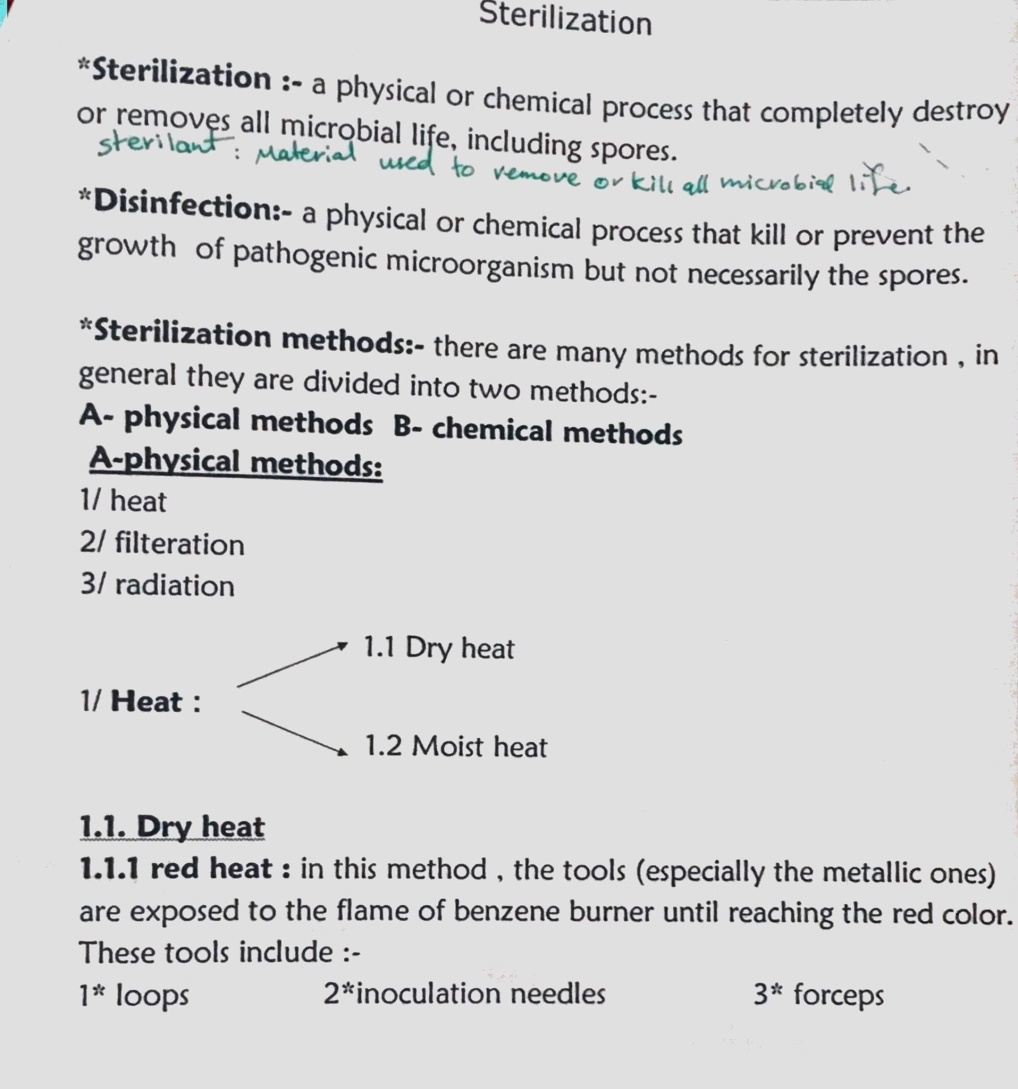 Sterilization
*Sterilization :- a physical or chemical process that completely destroy
or removes all microbial life, including spores.
sterilant : Material used to remove or kill all microbial life.
*Disinfection:- a physical or chemical process that kill or prevent the
growth of pathogenic microorganism but not necessarily the spores.
*Sterilization methods:- there are many methods for sterilization , in
general they are divided into two methods:-
A- physical methods B- chemical methods
A-physical methods:
1/ heat
2/ filteration
3/ radiation
1.1 Dry heat
1/ Heat :
1.2 Moist heat
1.1. Dry heat
1.1.1 red heat : in this method , the tools (especially the metallic ones)
are exposed to the flame of benzene burner until reaching the red color.
These tools include :-
1* loops 2*inoculation needles 3* forceps